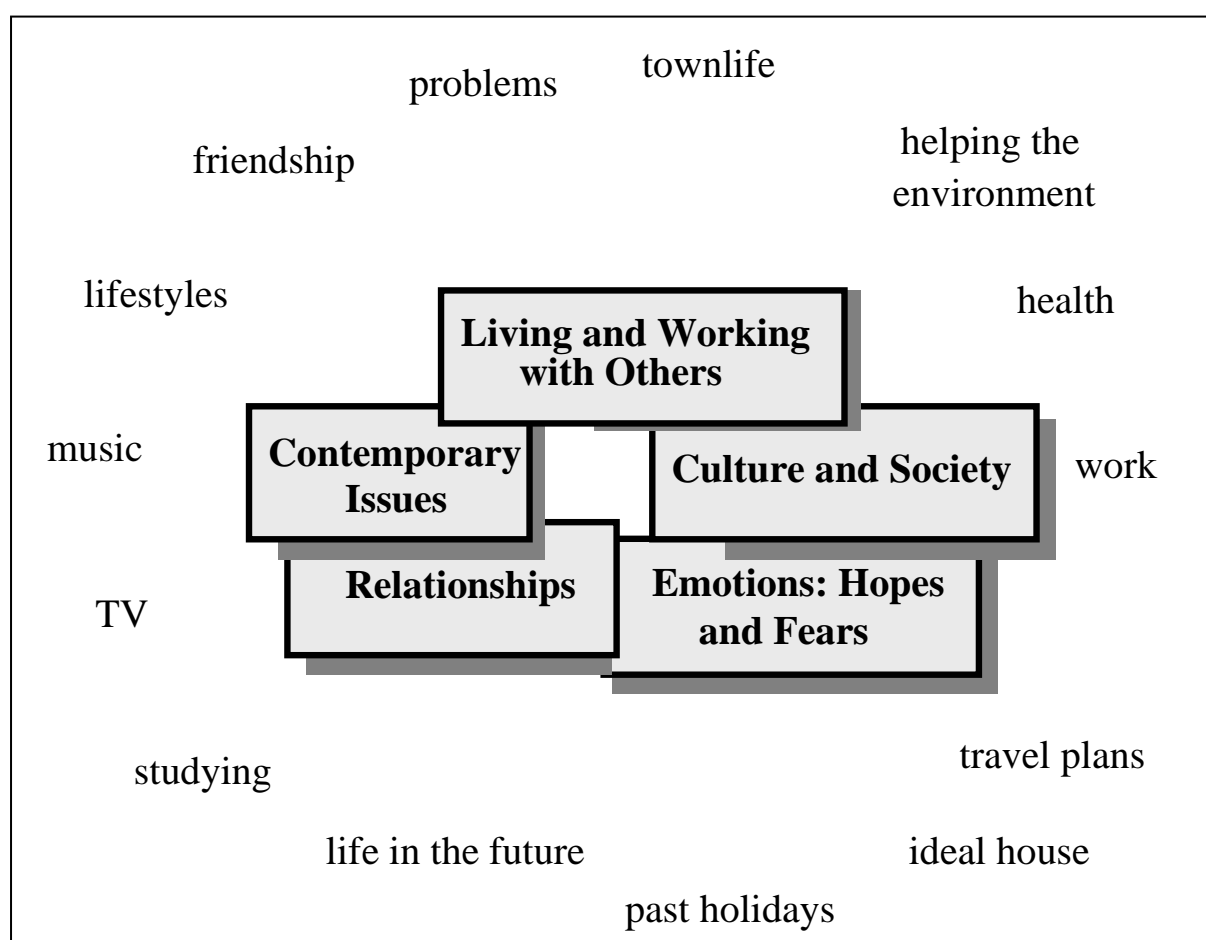 townlife
problems
helping the
environment
friendship
lifestyles
health
Living and Working
with Others
music
Contemporary
Issues
Culture and Society
work
Relationships
Emotions: Hopes
and Fears
TV
studying
travel plans
life in the future
ideal house
past holidays